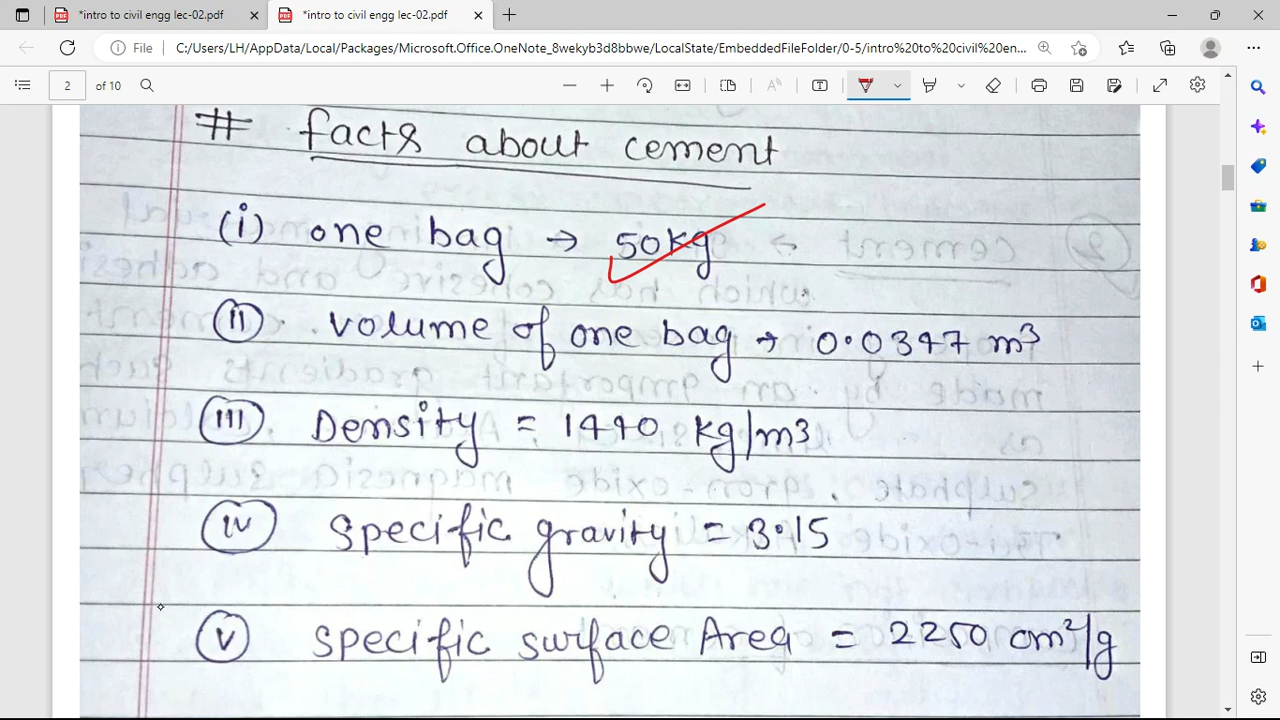 *intro to civil engg lec-02.pdf
*intro to civil engg lec-02.pdf
File C:/Users/LH/AppData/Local/Packages/Microsoft.Office.OneNote_8wekyb3d8bbwe/LocalState/EmbeddedFileFolder/0-5/intro%20to%20civil%20en...
2 of 10
# facts about cement
(i) one bag → 50kg
(ii) volume of one bag → 0.0347 m³
(iii) Density = 1440 kg/m³
(iv) specific gravity = 3.15
(v) specific surface Area = 2250 cm²/g